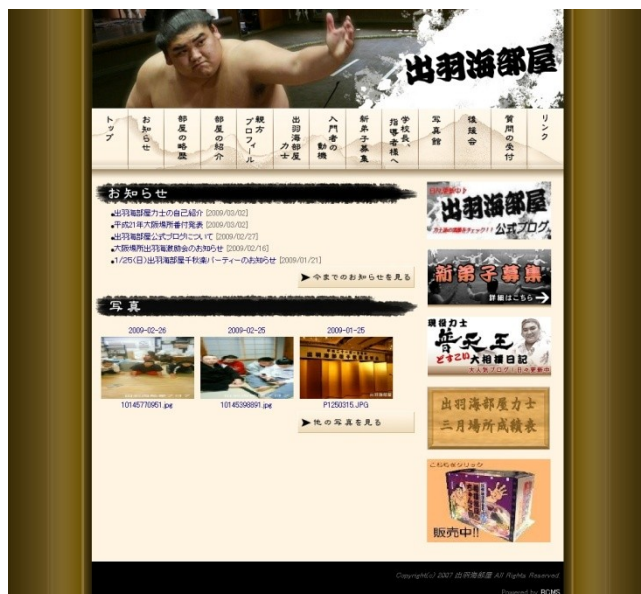 出羽海部屋
トップ
お知らせ
部屋の略歴
部屋の紹介
親方
プロフィール
出羽海部屋
力士
入門者の
動機
新弟子募集
学校長、
指導者様へ
写真館
後援会
質問の受付
リンク
お知らせ
出羽海部屋力士の自己紹介 [2009/03/02]
平成21年大阪場所番付発表 [2009/03/02]
出羽海部屋公式ブログについて [2009/02/27]
大阪場所出羽海激励会のお知らせ [2009/02/16]
1/25(日)出羽海部屋千秋楽パーティーのお知らせ [2009/01/21]
今までのお知らせを見る
写真
2009-02-26
2009-02-25
2009-01-25
10145770951.jpg
10145398891.jpg
P1250315.JPG
他の写真を見る
出羽海部屋
公式ブログ
新弟子募集
詳細はこちら
現役力士
普天王
どすこい大相撲日記
出羽海部屋力士
三月場所成績表
販売中!!
Copyright(c) 2007 出羽海部屋 All Rights Reserved
Powered by BGMS